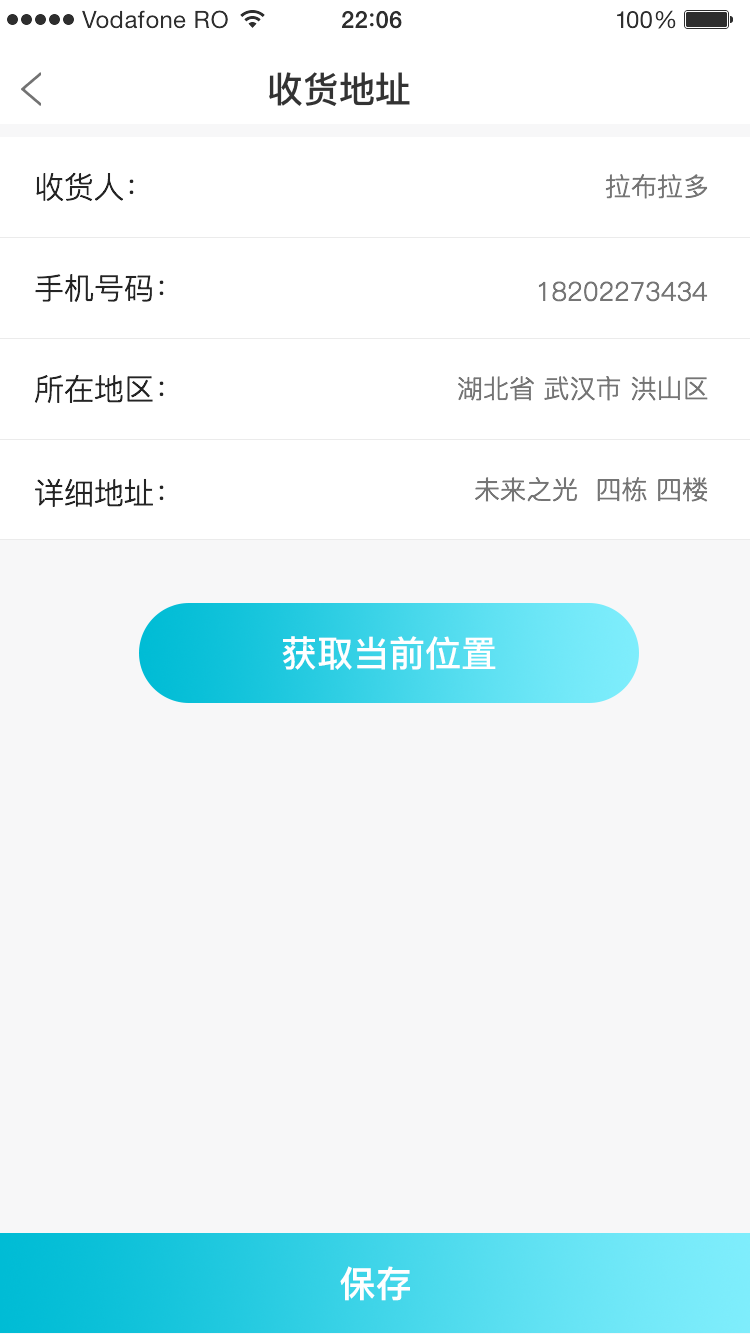 Vodafone RO 22:06 100%
收货地址
收货人： 拉布拉多
手机号码： 18202273434
所在地区： 湖北省 武汉市 洪山区
详细地址： 未来之光 四栋 四楼
获取当前位置
保存